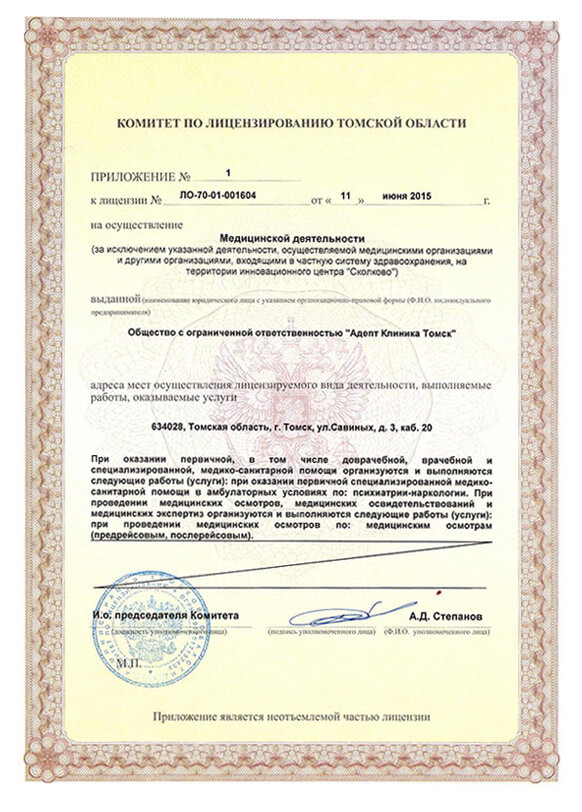 КОМИТЕТ ПО ЛИЦЕНЗИРОВАНИЮ ТОМСКОЙ ОБЛАСТИ
ПРИЛОЖЕНИЕ № 1
к лицензии № ЛО-70-01-001604 от « 11 » июня 2015 г.
на осуществление
Медицинской деятельности
(за исключением указанной деятельности, осуществляемой медицинскими организациями
и другими организациями, входящими в частную систему здравоохранения, на
территории инновационного центра "Сколково")
выданной (наименование юридического лица с указанием организационно-правовой формы (Ф.И.О. индивидуального
предпринимателя)
Общество с ограниченной ответственностью "Адепт Клиника Томск"
адреса мест осуществления лицензируемого вида деятельности, выполняемые
работы, оказываемые услуги
634028, Томская область, г. Томск, ул.Савиных, д. 3, каб. 20
При оказании первичной, в том числе доврачебной, врачебной и
специализированной, медико-санитарной помощи организуются и выполняются
следующие работы (услуги): при оказании первичной специализированной медико-
санитарной помощи в амбулаторных условиях по: психиатрии-наркологии. При
проведении медицинских осмотров, медицинских освидетельствований и
медицинских экспертиз организуются и выполняются следующие работы (услуги):
при проведении медицинских осмотров по: медицинским осмотрам
(предрейсовым, послерейсовым).
И.о. председателя Комитета А.Д. Степанов
(должность уполномоченного лица) (подпись уполномоченного лица) (Ф.И.О. уполномоченного лица)
М.П.
Приложение является неотъемлемой частью лицензии